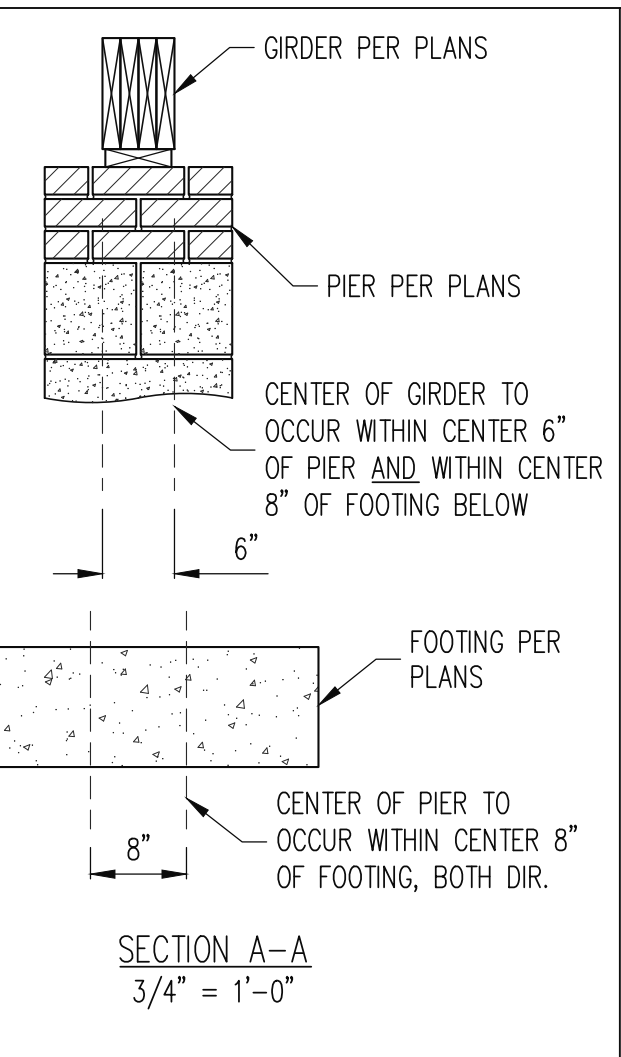 GIRDER PER PLANS
PIER PER PLANS
CENTER OF GIRDER TO
OCCUR WITHIN CENTER 6”
OF PIER AND WITHIN CENTER
8” OF FOOTING BELOW
6”
FOOTING PER
PLANS
CENTER OF PIER TO
OCCUR WITHIN CENTER 8”
OF FOOTING, BOTH DIR.
8”
SECTION A-A
3/4” = 1'-0”